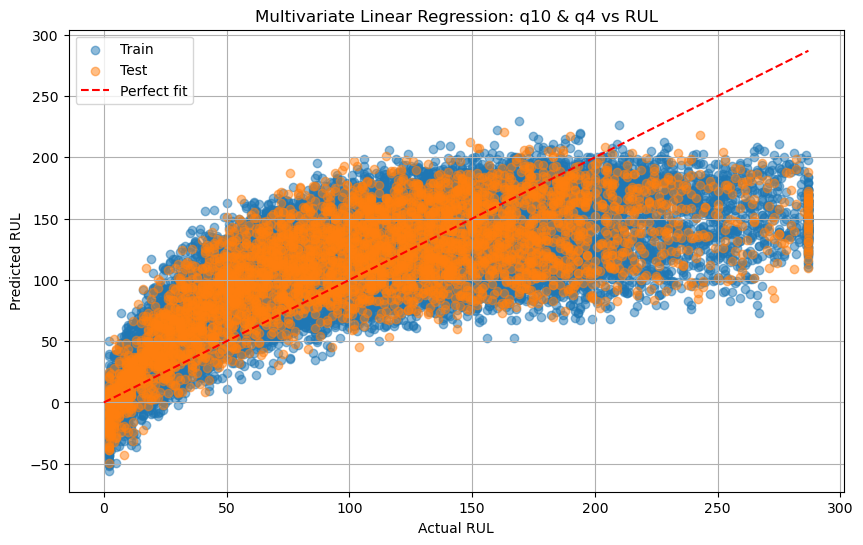 Multivariate Linear Regression: q10 & q4 vs RUL
Train
Test
Perfect fit
Predicted RUL
300
250
200
150
100
50
0
−50
0
50
100
150
200
250
300
Actual RUL